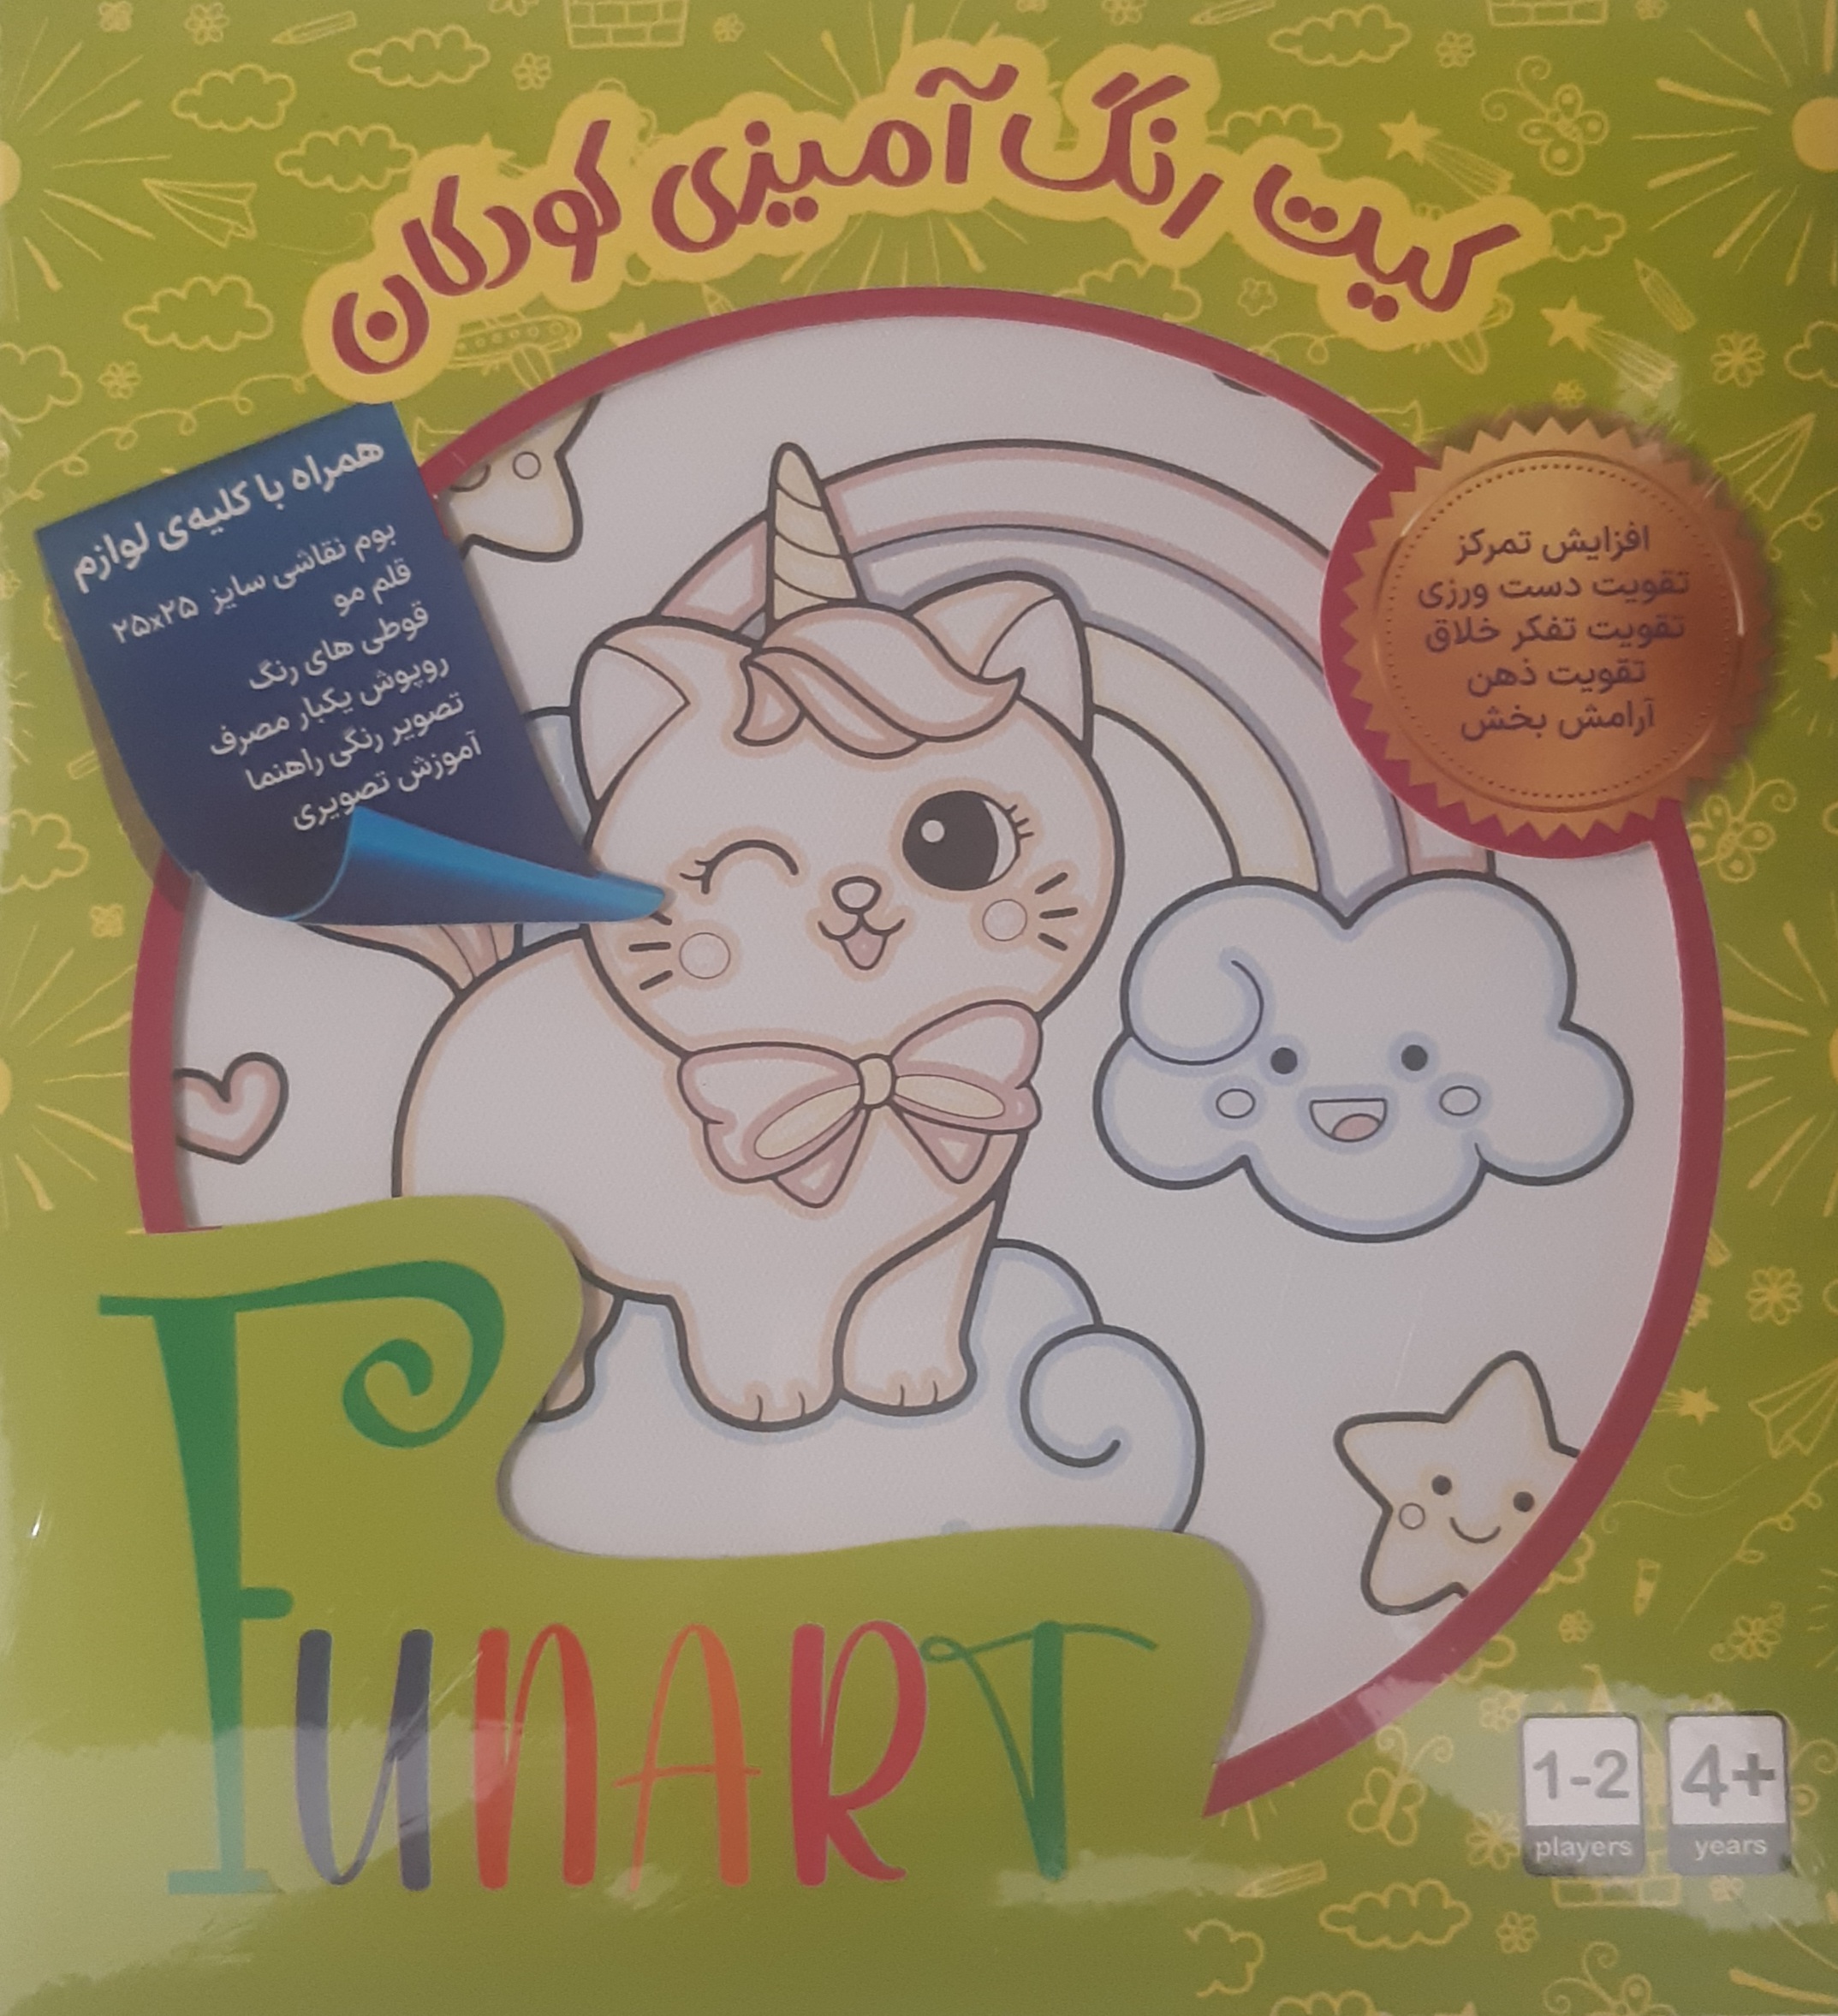 کیت رنگ آمیزی کودکان
همراه با کلیه‌ی لوازم
بوم نقاشی سایز ۲۵x۲۵
قلم مو
قوطی های رنگ
روپوش یکبار مصرف
تصویر رنگی راهنما
آموزش تصویری
افزایش تمرکز
تقویت دست ورزی
تقویت تفکر خلاق
تقویت ذهن
آرامش بخش
FUNART
1-2
players
4+
years